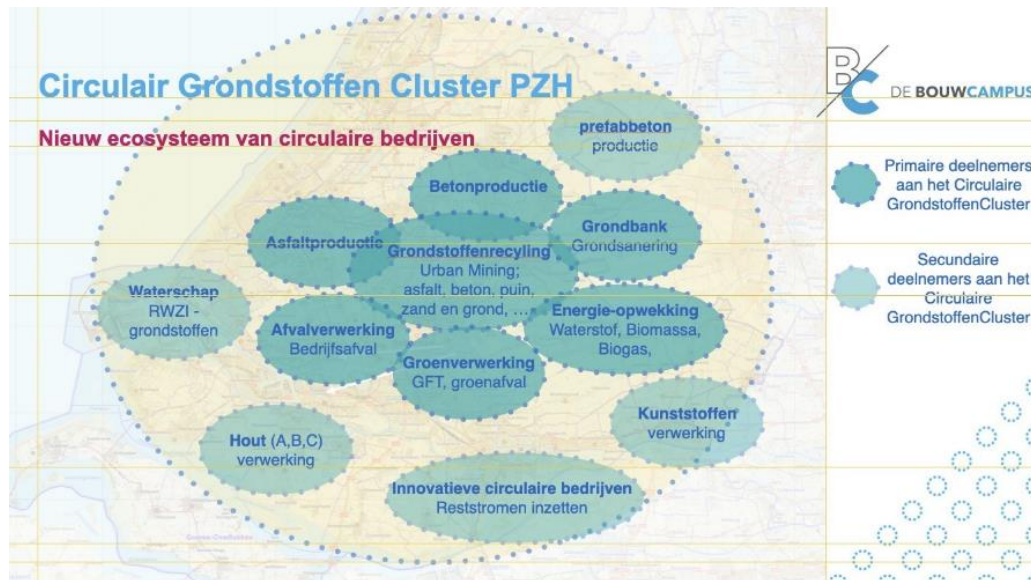 Circulair Grondstoffen Cluster PZH
Nieuw ecosysteem van circulaire bedrijven
BC
DE BOUWCAMPUS
prefabbeton
productie
Betonproductie
Asfaltproductie
Grondbank
Grondsanering
Grondstoffenrecyling
Urban Mining;
asfalt, beton, puin,
zand en grond, ...
Waterschap
RWZI -
grondstoffen
Afvalverwerking
Bedrijfsafval
Energie-opwekking
Waterstof, Biomassa,
Biogas,
Groenverwerking
GFT, groenafval
Kunststoffen
verwerking
Hout (A,B,C)
verwerking
Innovatieve circulaire bedrijven
Reststromen inzetten
Primaire deelnemers
aan het Circulaire
GrondstoffenCluster
Secundaire
deelnemers aan het
Circulaire
GrondstoffenCluster